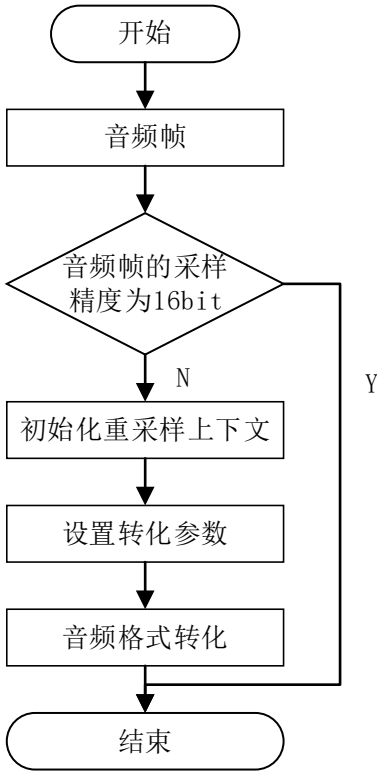 开始
音频帧
音频帧的采样
精度为16bit
N
Y
初始化重采样上下文
设置转化参数
音频格式转化
结束